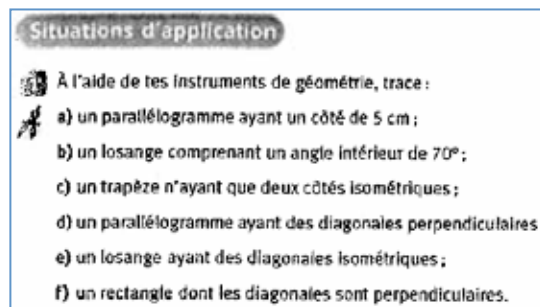 Situations d'application
À l'aide de tes instruments de géométrie, trace :
a) un parallélogramme ayant un côté de 5 cm ;
b) un losange comprenant un angle intérieur de 70° ;
c) un trapèze n'ayant que deux côtés isométriques ;
d) un parallélogramme ayant des diagonales perpendiculaires
e) un losange ayant des diagonales isométriques ;
f) un rectangle dont les diagonales sont perpendiculaires.